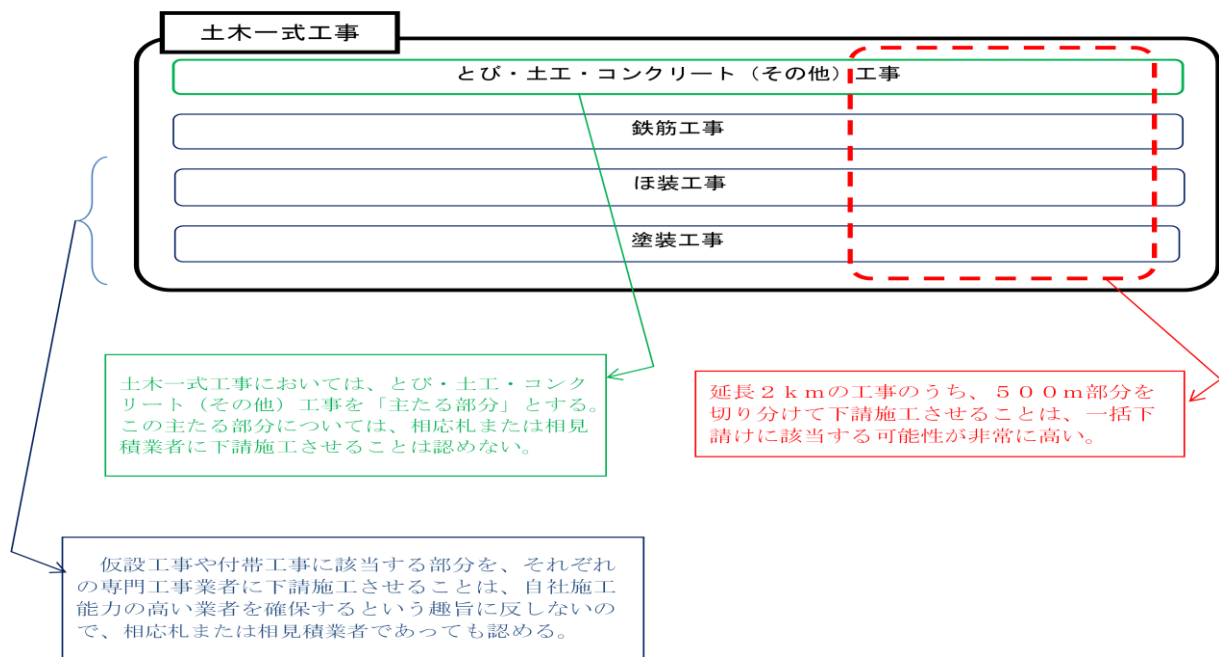 土木一式工事
とび・土工・コンクリート（その他）工事
鉄筋工事
ほ装工事
塗装工事
土木一式工事においては、とび・土工・コンク
リート（その他）工事を「主たる部分」とする。
この主たる部分については、相応札または相見
積業者に下請施工させることは認めない。
延長２ｋｍの工事のうち、５００ｍ部分を
切り分けて下請施工させることは、一括下
請けに該当する可能性が非常に高い。
仮設工事や付帯工事に該当する部分を、それぞれ
の専門工事業者に下請施工させることは、自社施工
能力の高い業者を確保するという趣旨に反しないの
で、相応札または相見積業者であっても認める。